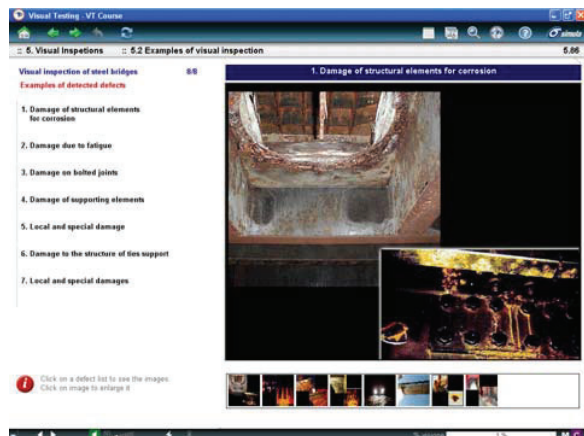 Visual Testing - VT Course
simula
:: 5. Visual Inspetions :: 5.2 Examples of visual inspection 5.86
Visual inspection of steel bridges 8/8
Examples of detected defects
1. Damage of structural elements
for corrosion
2. Damage due to fatigue
3. Damage on bolted joints
4. Damage of supporting elements
5. Local and special damage
6. Damage to the structure of ties support
7. Local and special damages
1. Damage of structural elements for corrosion
Click on a defect list to see the images.
Click on image to enlarge it